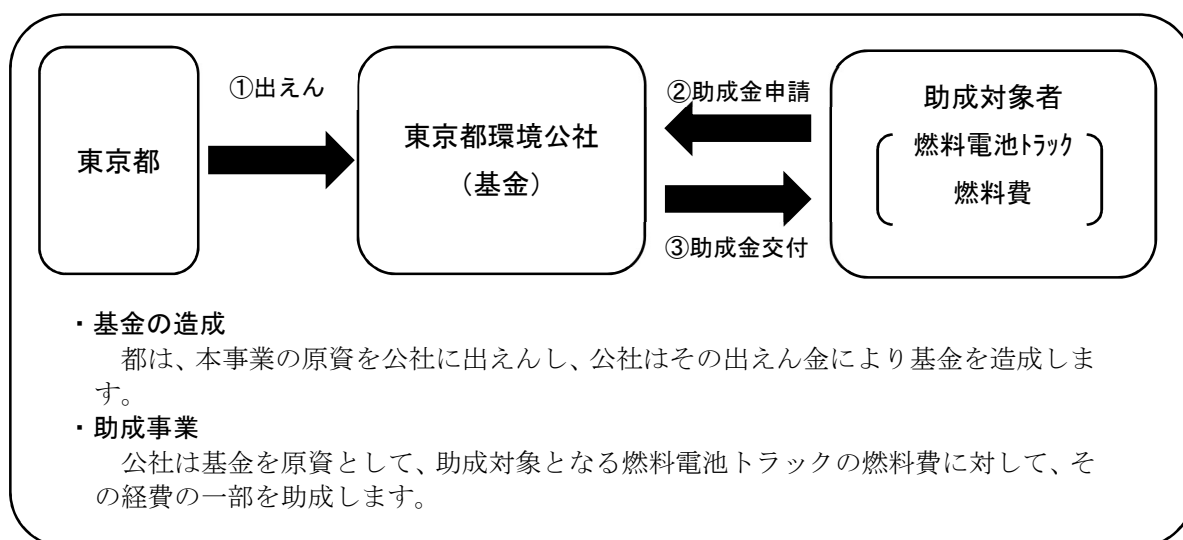 ①出えん
②助成金申請
助成対象者
東京都
東京都環境公社
（基金）
燃料電池ﾄﾗｯｸ
燃料費
③助成金交付
・基金の造成
都は、本事業の原資を公社に出えんし、公社はその出えん金により基金を造成しま
す。
・助成事業
公社は基金を原資として、助成対象となる燃料電池トラックの燃料費に対して、そ
の経費の一部を助成します。